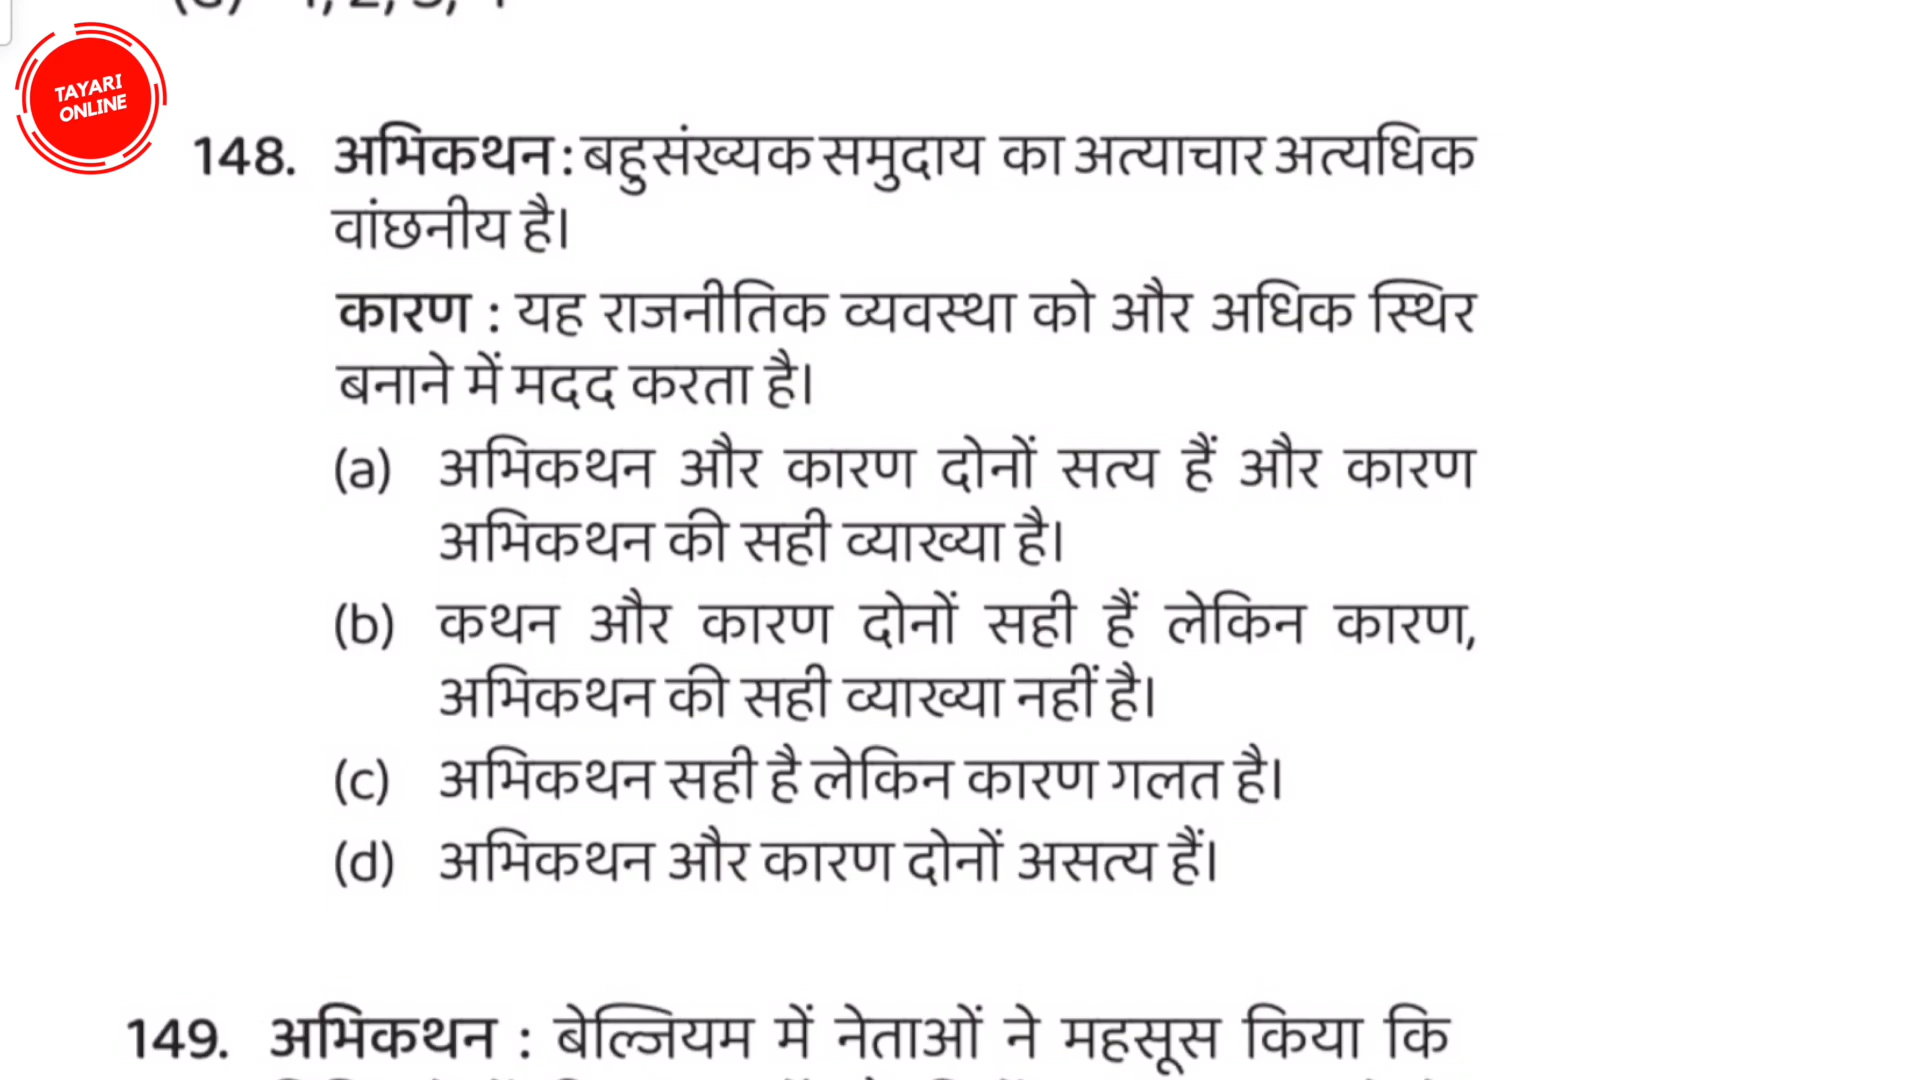 TAYARI
ONLINE
148. अभिकथन : बहुसंख्यक समुदाय का अत्याचार अत्यधिक
वांछनीय है।
कारण : यह राजनीतिक व्यवस्था को और अधिक स्थिर
बनाने में मदद करता है।
(a) अभिकथन और कारण दोनों सत्य हैं और कारण
अभिकथन की सही व्याख्या है।
(b) कथन और कारण दोनों सही हैं लेकिन कारण,
अभिकथन की सही व्याख्या नहीं है।
(c) अभिकथन सही है लेकिन कारण गलत है।
(d) अभिकथन और कारण दोनों असत्य हैं।
149. अभिकथन : बेल्जियम में नेताओं ने महसूस किया कि